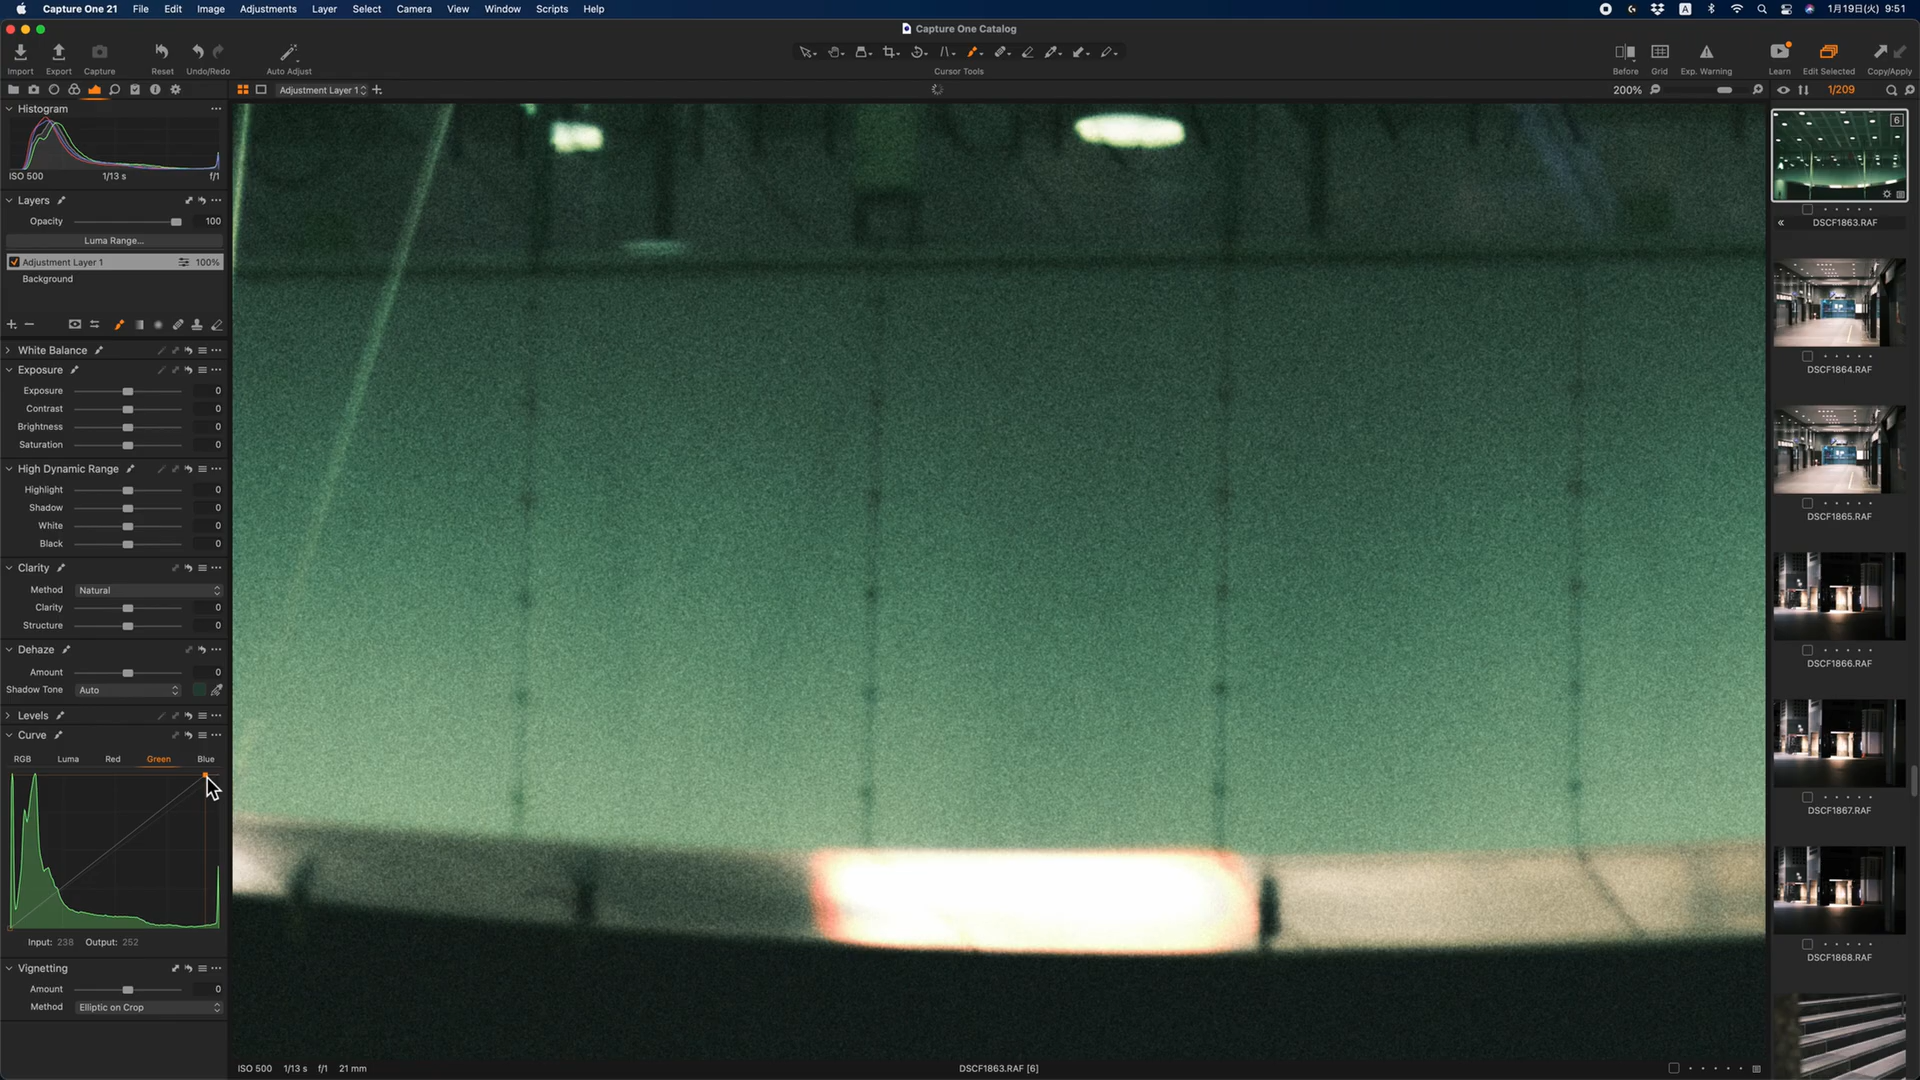 Capture One 21 File Edit Image Adjustments Layer Select Camera View Window Scripts Help
A 1月19日(火) 9:51
Capture One Catalog
Import Export Capture Reset Undo/Redo Auto Adjust Cursor Tools Before Grid Exp. Warning Learn Edit Selected Copy/Apply
Adjustment Layer 1 200% 1/209
Histogram
ISO 500 1/13 s f/1
Layers
Opacity 100
Luma Range...
Adjustment Layer 1 100%
Background
White Balance
Exposure
Exposure 0
Contrast 0
Brightness 0
Saturation 0
High Dynamic Range
Highlight 0
Shadow 0
White 0
Black 0
Clarity
Method Natural
Clarity 0
Structure 0
Dehaze
Amount 0
Shadow Tone Auto
Levels
Curve
RGB Luma Red Green Blue
Input: 238 Output: 252
Vignetting
Amount 0
Method Elliptic on Crop
ISO 500 1/13 s f/1 21 mm
DSCF1863.RAF [6]
6
DSCF1863.RAF
DSCF1864.RAF
DSCF1865.RAF
DSCF1866.RAF
DSCF1867.RAF
DSCF1868.RAF